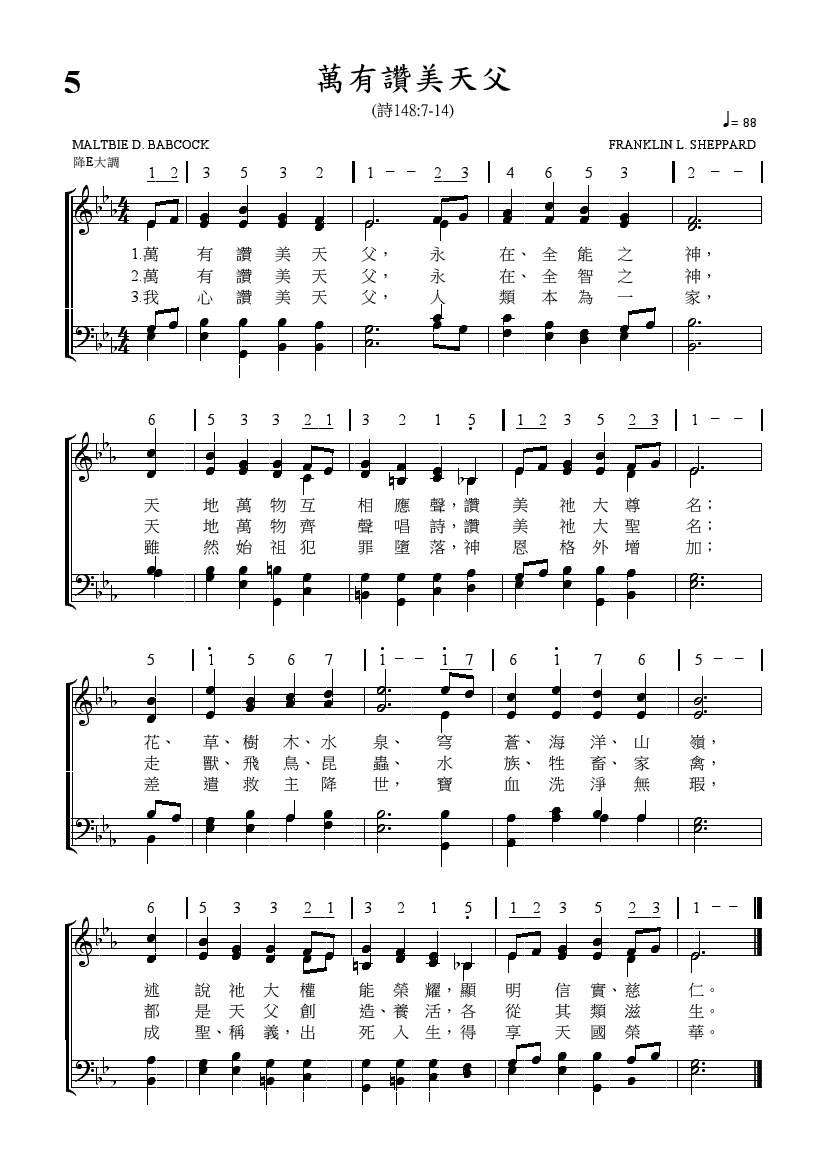 5
萬有讚美天父
(詩148:7-14)
♩= 88
MALTBIE D. BABCOCK FRANKLIN L. SHEPPARD
降E大調
1 2 | 3 5 3 2 | 1 – – 2 3 | 4 6 5 3 | 2 – – |
1.萬 有 讚 美 天 父， 永 在、 全 能 之 神，
2.萬 有 讚 美 天 父， 永 在、 全 智 之 神，
3.我 心 讚 美 天 父， 人 類 本 為 一 家，
6 | 5 3 3 2 1 | 3 2 1 5̣ | 1 2 3 5 2 3 | 1 – – |
天 地 萬 物 互 相 應 聲，讚 美 祂 大 尊 名；
天 地 萬 物 齊 聲 唱 詩，讚 美 祂 大 聖 名；
雖 然 始 祖 犯 罪 墮 落，神 恩 格 外 增 加；
5 | 1̇ 5 6 7 | 1̇ – – 1̇ 7 | 6 1̇ 7 6 | 5 – – |
花、 草、樹 木、水 泉、 穹 蒼、海 洋、山 嶺，
走 獸、飛 鳥、昆 蟲、 水 族、牲 畜、家 禽，
差 遣 救 主 降 世， 寶 血 洗 淨 無 瑕，
6 | 5 3 3 2 1 | 3 2 1 5̣ | 1 2 3 5 2 3 | 1 – –
述 說 祂 大 權 能 榮 耀，顯 明 信 實、慈 仁。
都 是 天 父 創 造、養 活，各 從 其 類 滋 生。
成 聖、稱 義，出 死 入 生，得 享 天 國 榮 華。